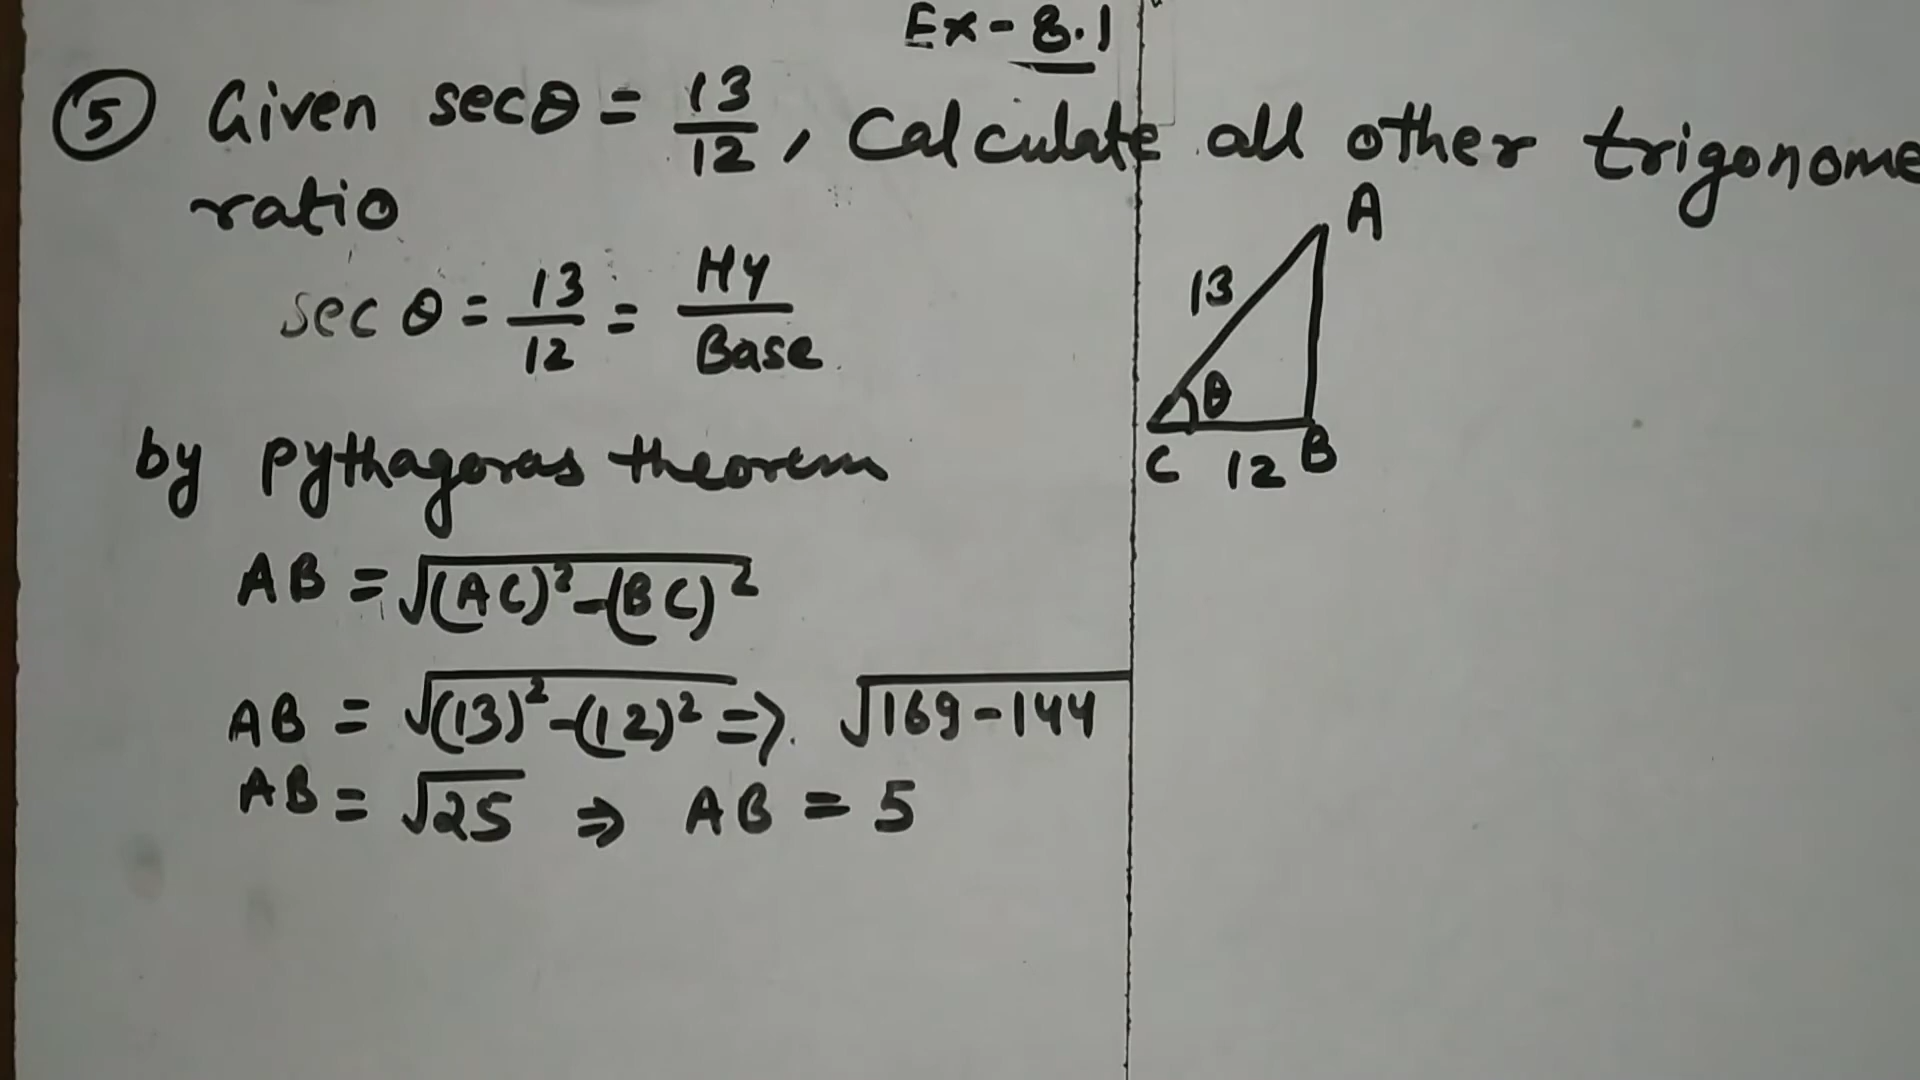 Ex-8.1
5 Given secθ = 13/12, Calculate all other trigonome
ratio
sec θ = 13/12 = Hy/Base
by pythagoras theorem
AB = √(AC)²-(BC)²
AB = √(13)²-(12)² ⇒ √169-144
AB = √25 ⇒ AB = 5
A
13
θ
C 12 B